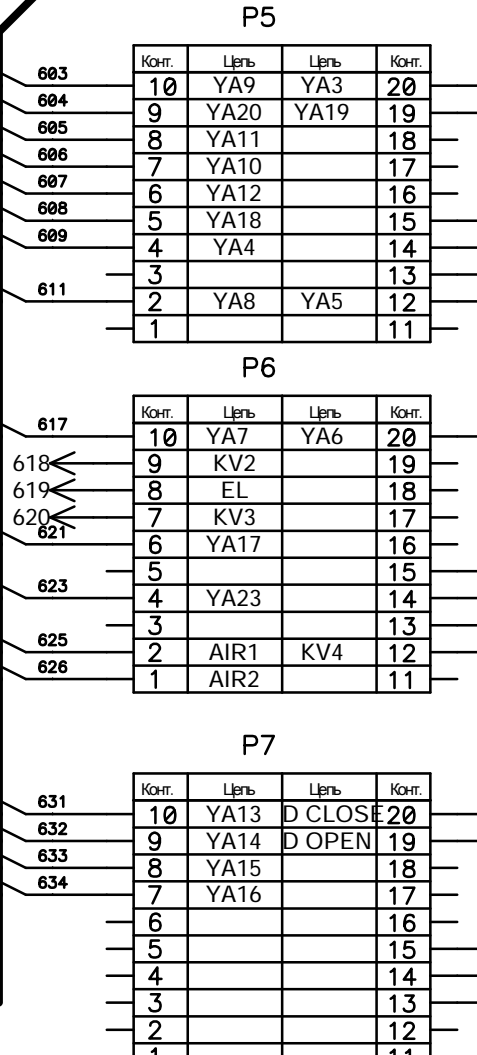 P5
Конт. Цепь Цепь Конт.
603 10 YA9 YA3 20
604 9 YA20 YA19 19
605 8 YA11 18
606 7 YA10 17
607 6 YA12 16
608 5 YA18 15
609 4 YA4 14
3 13
611 2 YA8 YA5 12
1 11
P6
Конт. Цепь Цепь Конт.
617 10 YA7 YA6 20
618 9 KV2 19
619 8 EL 18
620 7 KV3 17
621 6 YA17 16
5 15
623 4 YA23 14
3 13
625 2 AIR1 KV4 12
626 1 AIR2 11
P7
Конт. Цепь Цепь Конт.
631 10 YA13 D CLOSE 20
632 9 YA14 D OPEN 19
633 8 YA15 18
634 7 YA16 17
6 16
5 15
4 14
3 13
2 12
1 11